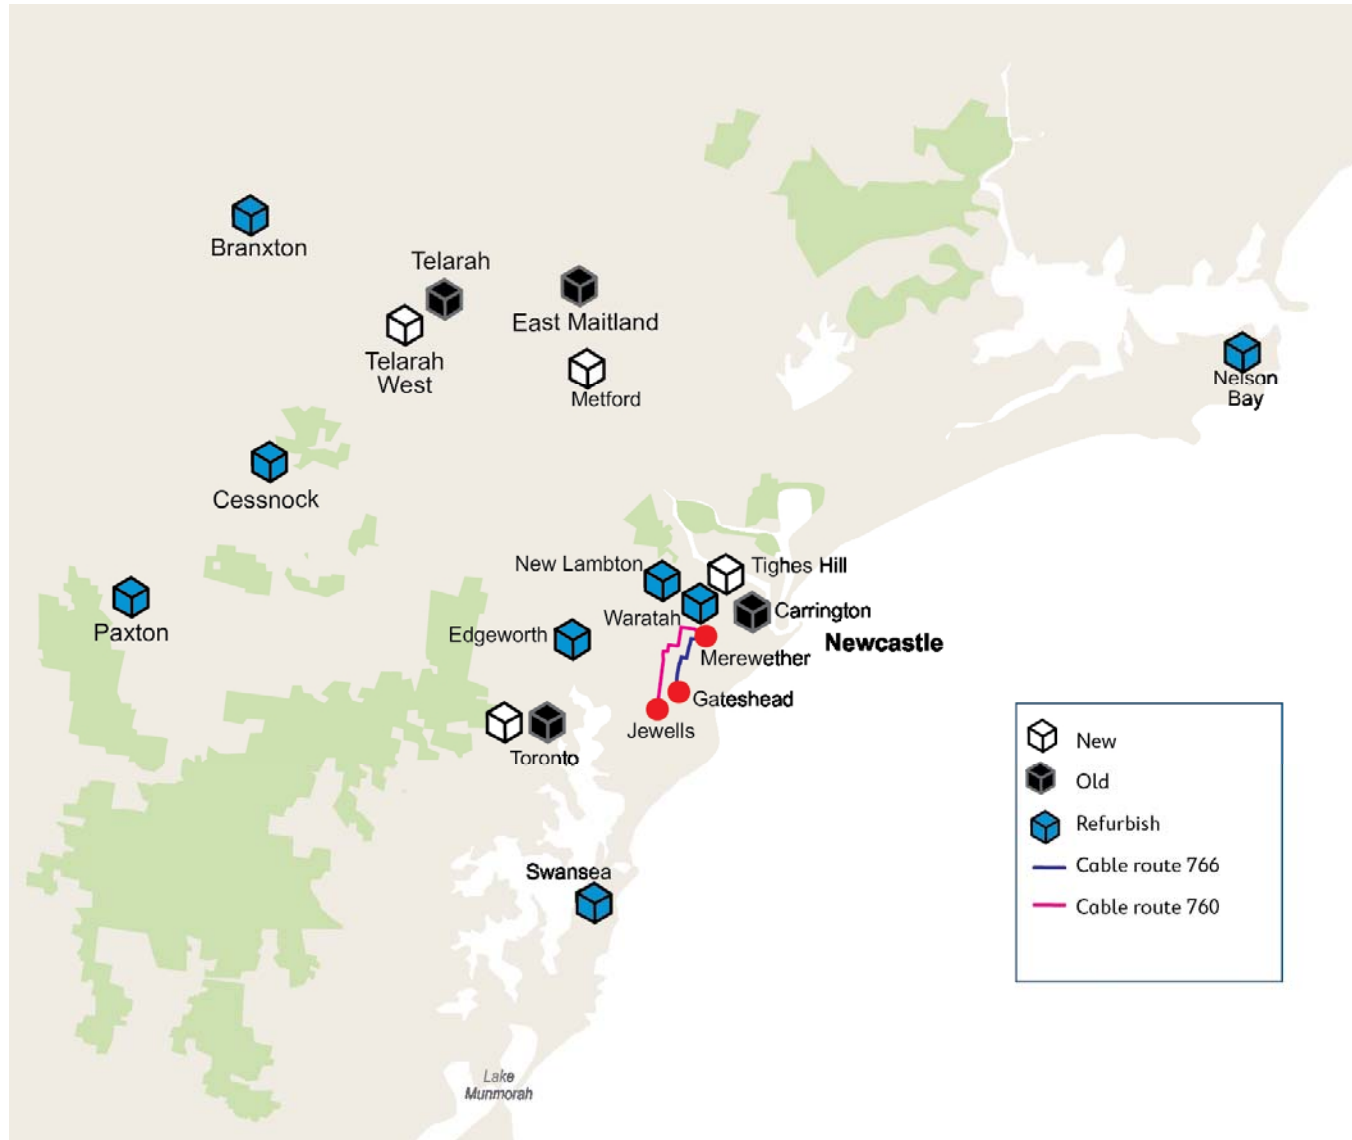 Branxton
Telarah
East Maitland
Telarah
West
Metford
Nelson
Bay
Cessnock
New Lambton
Tighes Hill
Waratah
Carrington
Paxton
Edgeworth
Newcastle
Merewether
Gateshead
Jewells
Toronto
New
Old
Refurbish
Cable route 766
Cable route 760
Swansea
Lake
Munmorah